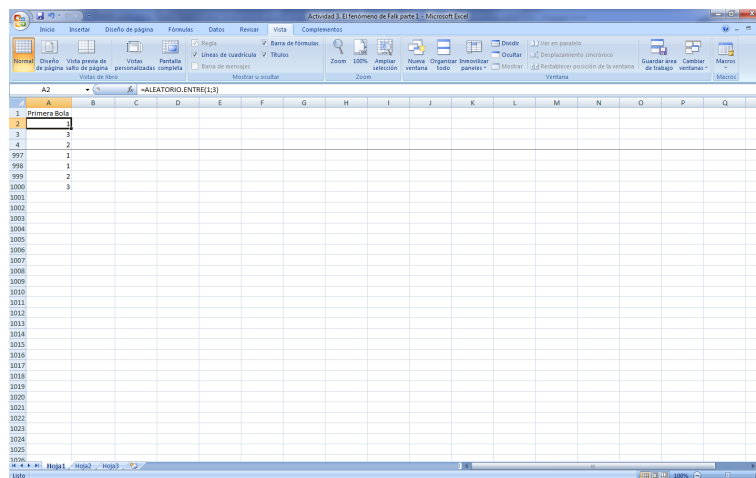 Actividad 3. El fenómeno de Falk parte 1 - Microsoft Excel
Inicio Insertar Diseño de página Fórmulas Datos Revisar Vista Complementos
Normal
Diseño de página
Vista previa de salto de página
Vistas personalizadas
Pantalla completa
Vistas de libro
Regla
Líneas de cuadrícula
Barra de mensajes
Barra de fórmulas
Títulos
Mostrar u ocultar
Zoom 100% Ampliar selección
Zoom
Nueva ventana
Organizar todo
Inmovilizar paneles
Dividir
Ocultar
Mostrar
Ver en paralelo
Desplazamiento sincrónico
Restablecer posición de la ventana
Guardar área de trabajo
Cambiar ventanas
Ventana
Macros
Macros
A2 fx =ALEATORIO.ENTRE(1;3)
A B C D E F G H I J K L M N O P Q
1 Primera Bola
2 1
3 3
4 2
997 1
998 1
999 2
1000 3
1001
1002
1003
1004
1005
1006
1007
1008
1009
1010
1011
1012
1013
1014
1015
1016
1017
1018
1019
1020
1021
1022
1023
1024
1025
1026
Hoja1 Hoja2 Hoja3
Listo 100%